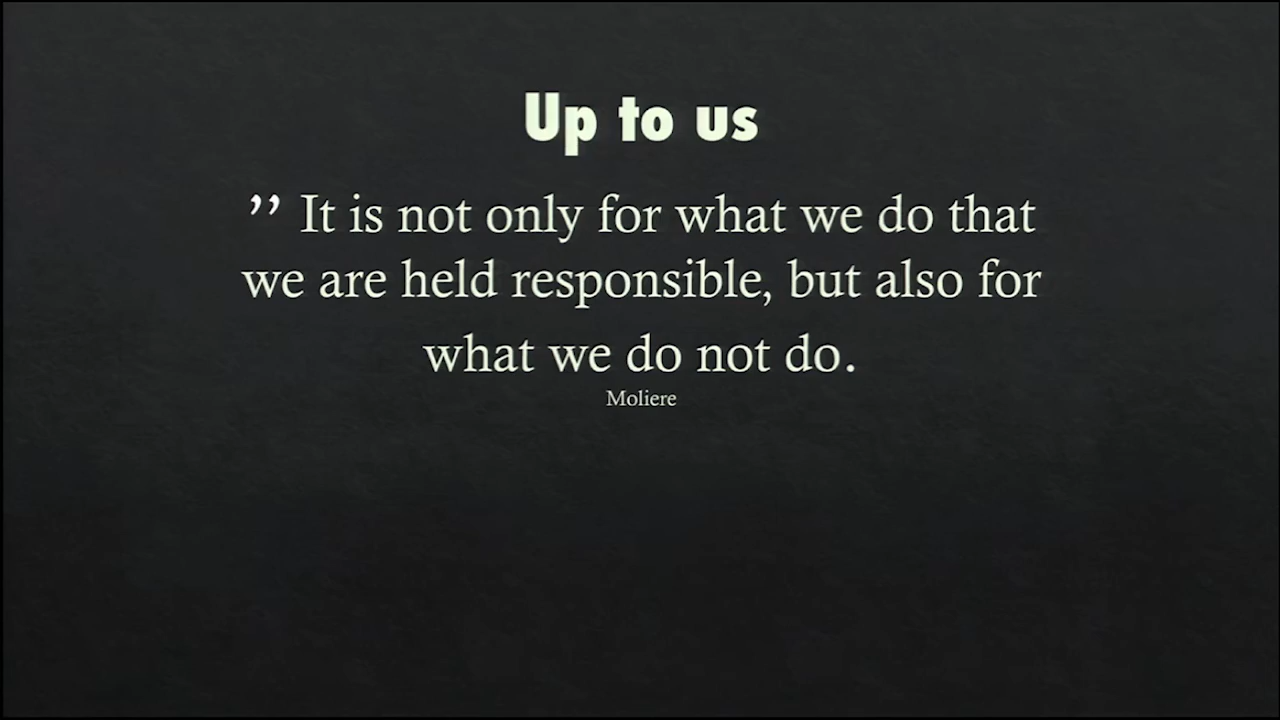 Up to us
’’ It is not only for what we do that
we are held responsible, but also for
what we do not do.
Moliere